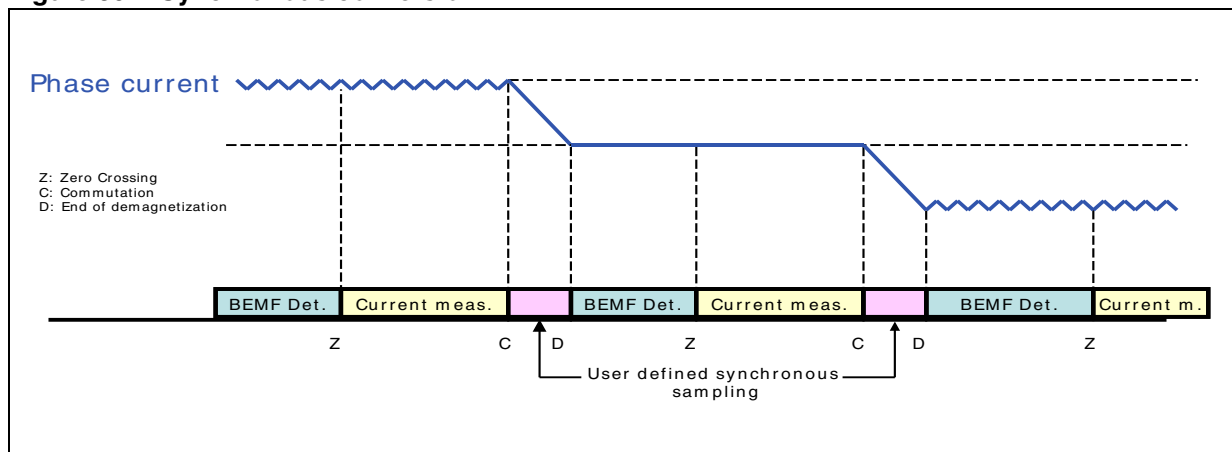 Phase current
Z: Zero Crossing
C: Commutation
D: End of demagnetization
BEMF Det. Current meas. BEMF Det. Current meas. BEMF Det. Current m.
Z C D Z C D Z
User defined synchronous
sampling